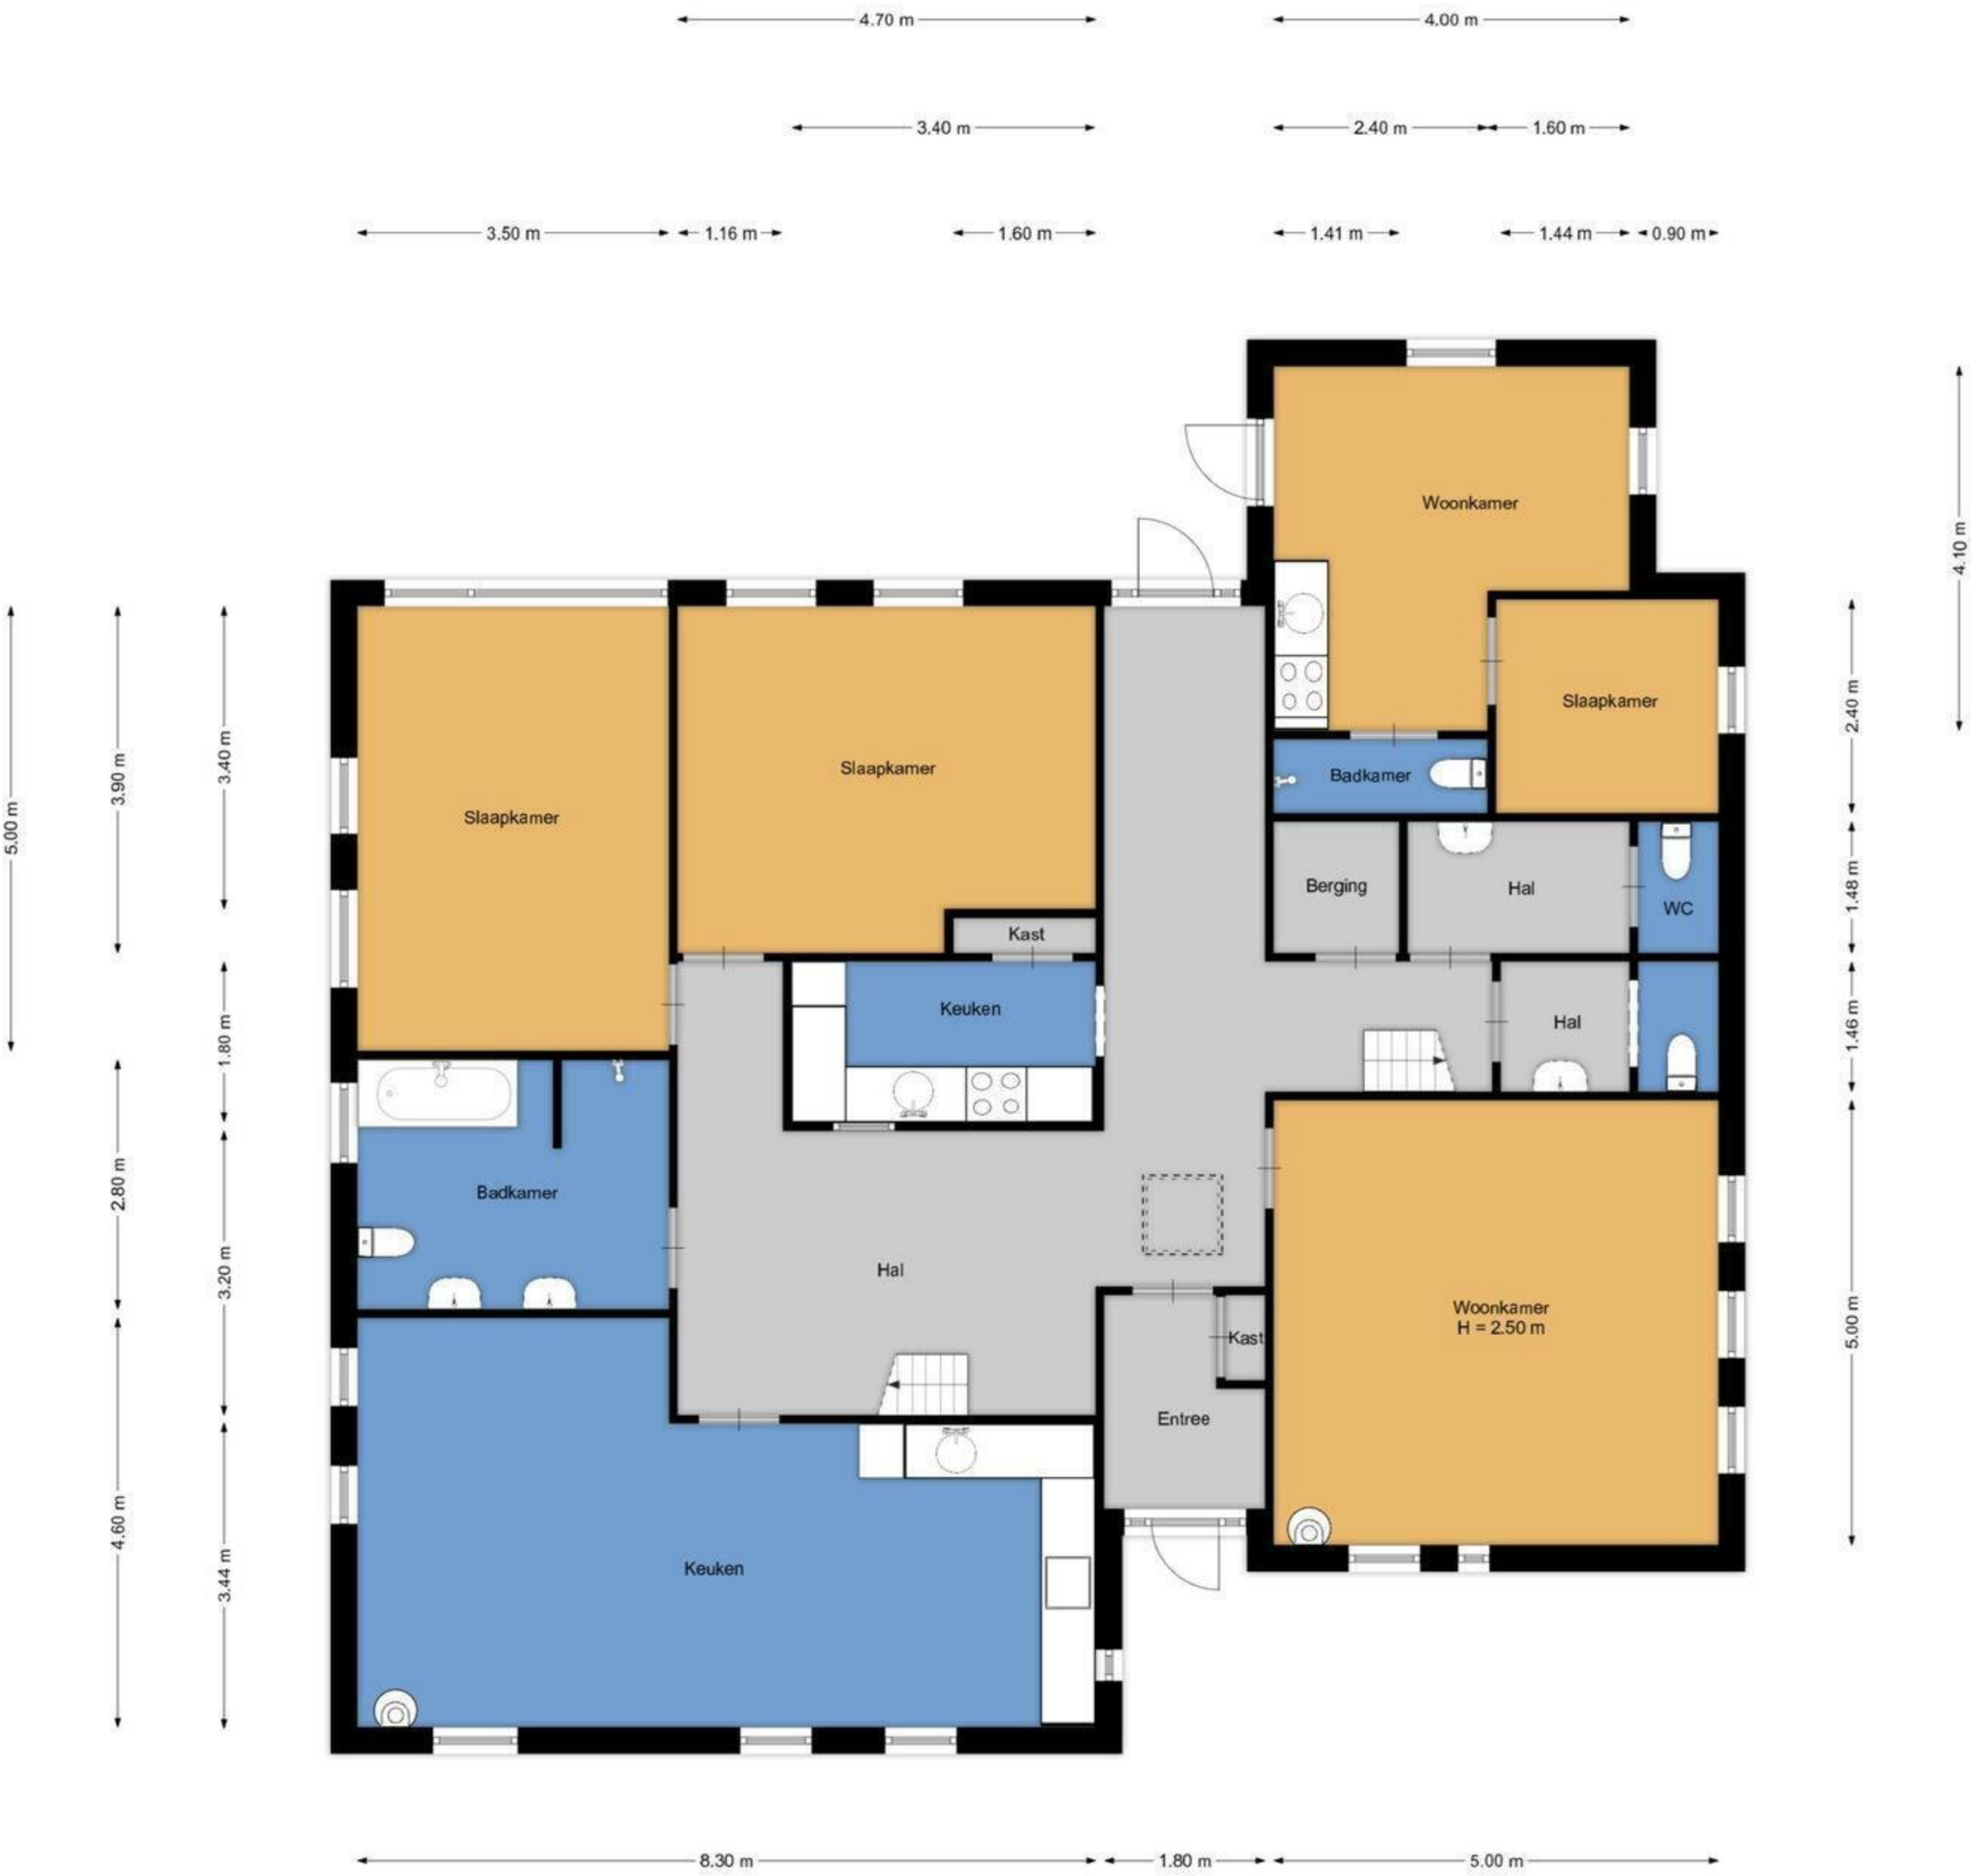 4.70 m
4.00 m
3.40 m
2.40 m
1.60 m
3.50 m
1.16 m
1.60 m
1.41 m
1.44 m
0.90 m
Woonkamer
4.10 m
Slaapkamer
2.40 m
3.40 m
3.90 m
5.00 m
Slaapkamer
Slaapkamer
Badkamer
Berging
Hal
WC
1.48 m
Kast
Keuken
Hal
1.46 m
1.80 m
2.80 m
Badkamer
3.20 m
Hal
Woonkamer
H = 2.50 m
5.00 m
Kast
Entree
4.60 m
3.44 m
Keuken
8.30 m
1.80 m
5.00 m